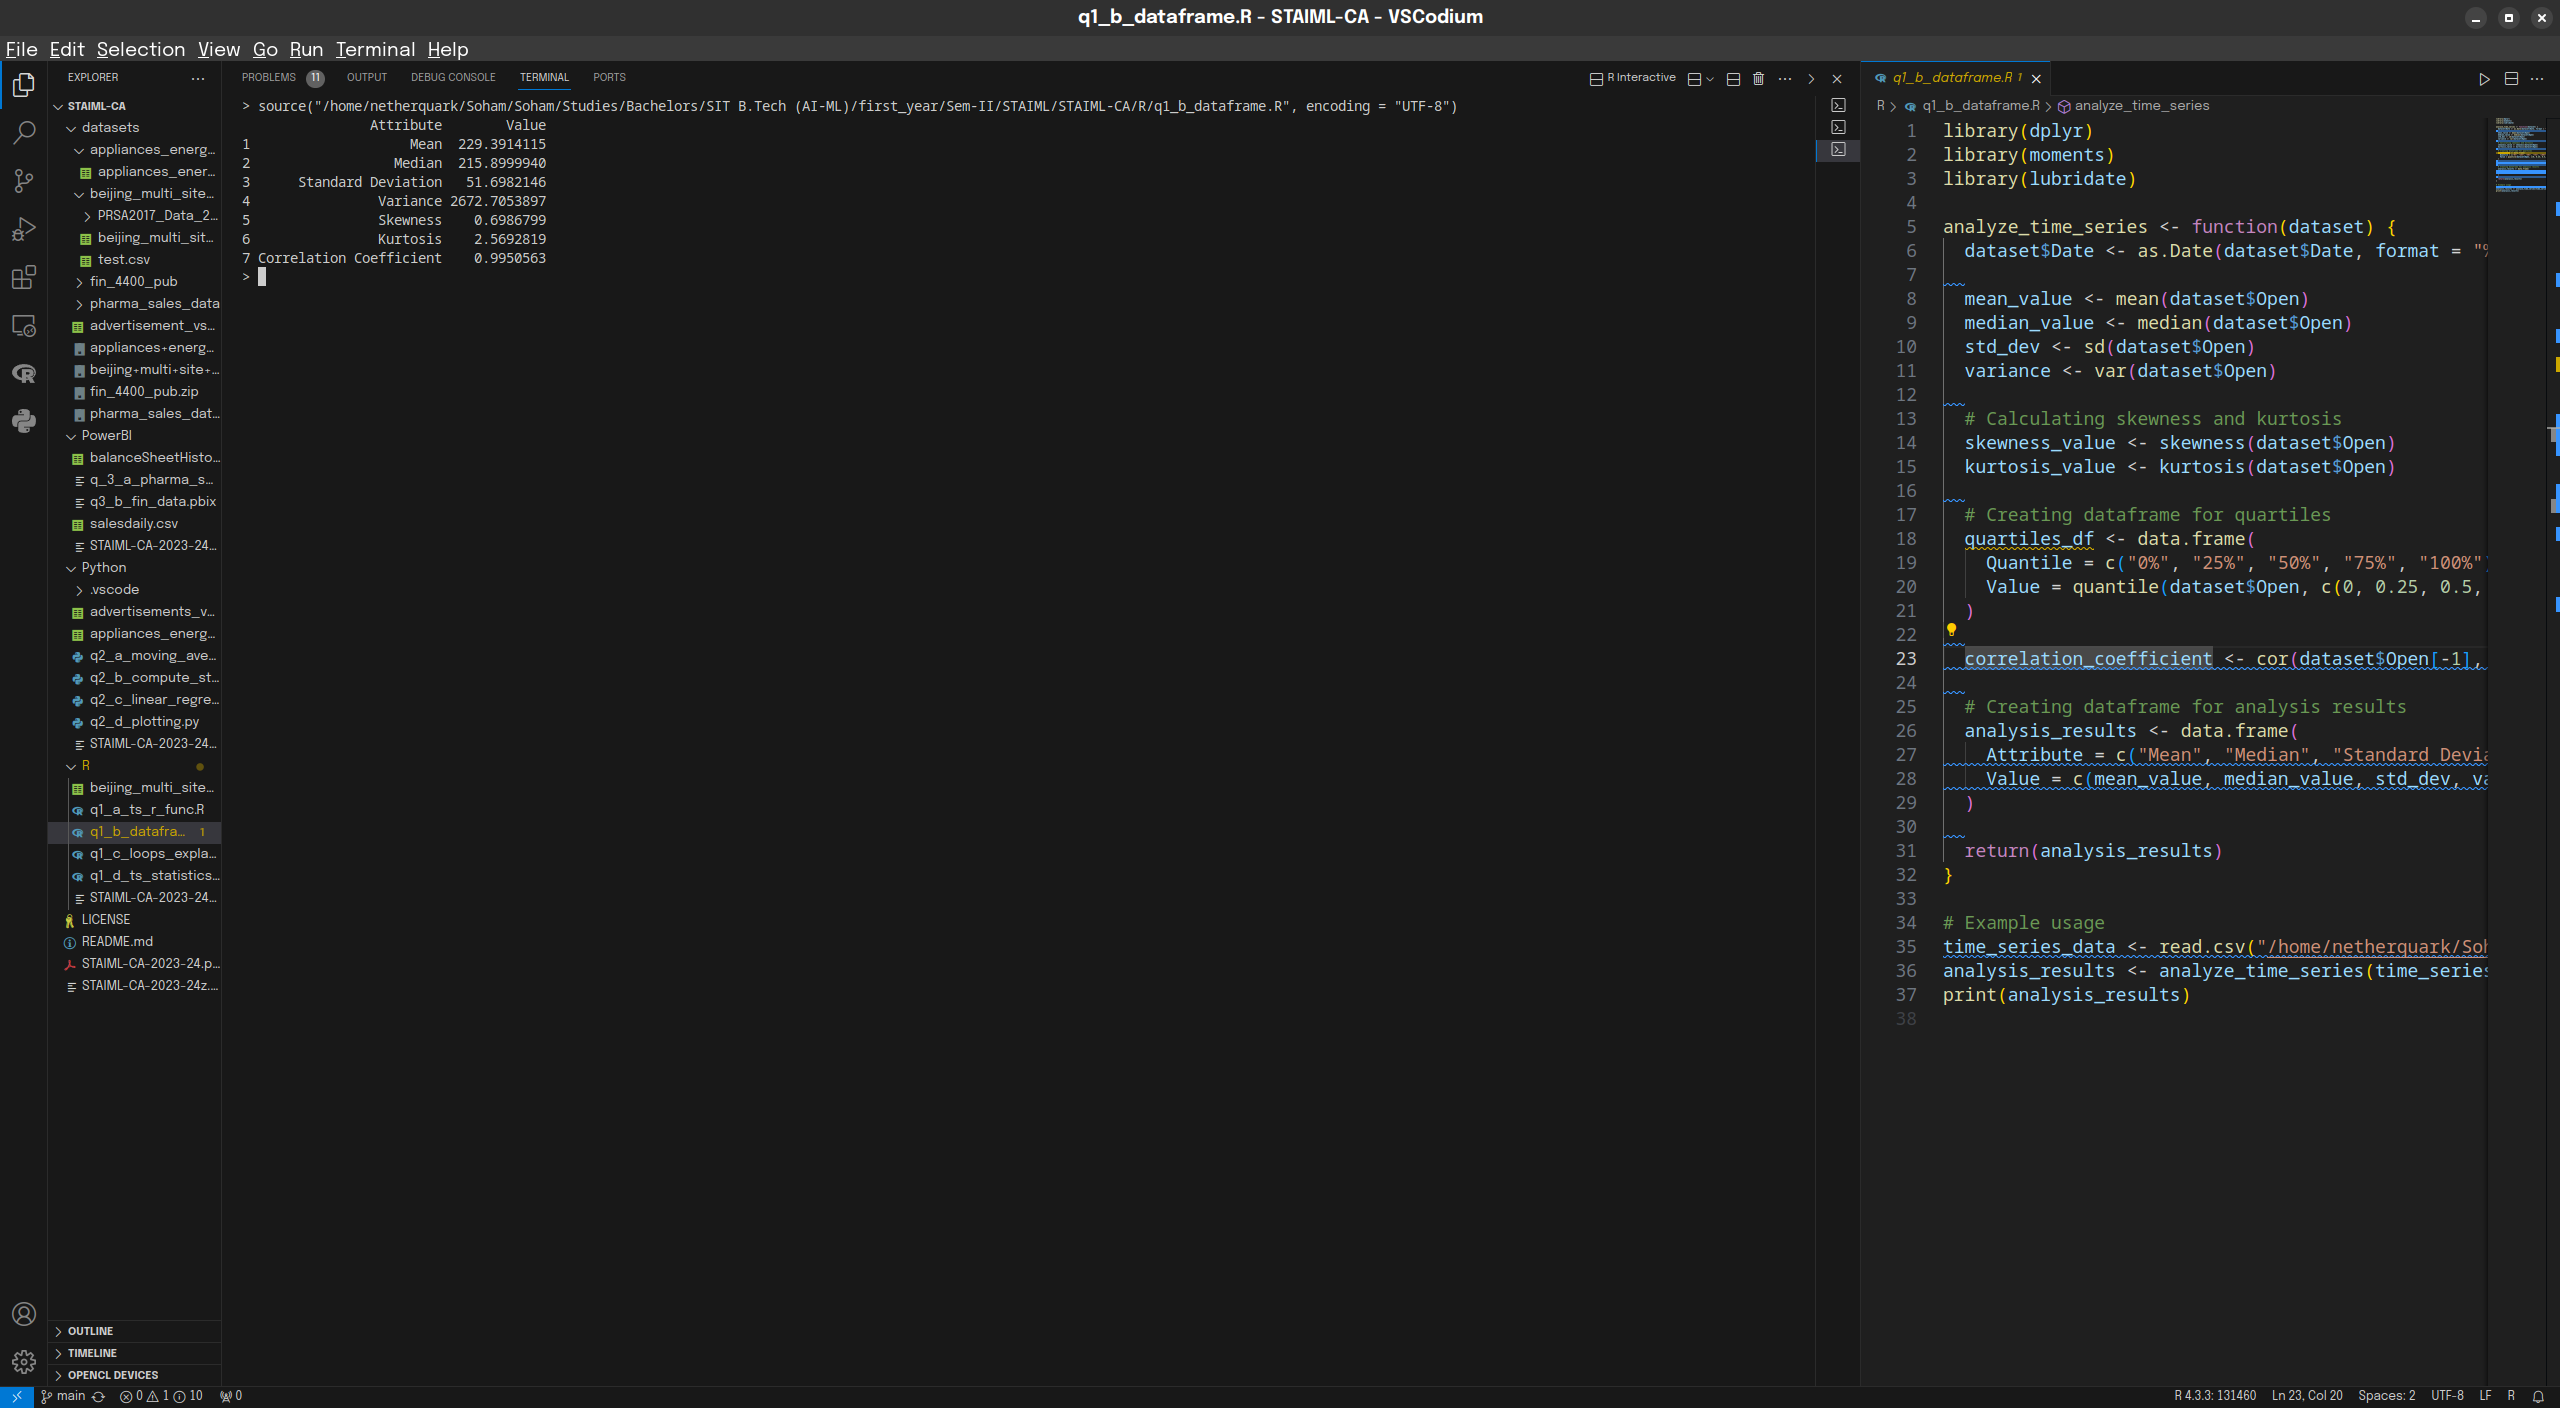 q1_b_dataframe.R - STAIML-CA - VSCodium
File Edit Selection View Go Run Terminal Help
EXPLORER
STAIML-CA
datasets
appliances_energ...
appliances_ener...
beijing_multi_site...
PRSA2017_Data_2...
beijing_multi_sit...
test.csv
fin_4400_pub
pharma_sales_data
advertisement_vs...
appliances+energ...
beijing+multi+site+...
fin_4400_pub.zip
pharma_sales_dat...
PowerBI
balanceSheetHisto...
q_3_a_pharma_s...
q3_b_fin_data.pbix
salesdaily.csv
STAIML-CA-2023-24...
Python
.vscode
advertisements_v...
appliances_energ...
q2_a_moving_ave...
q2_b_compute_st...
q2_c_linear_regre...
q2_d_plotting.py
STAIML-CA-2023-24...
R
beijing_multi_site...
q1_a_ts_r_func.R
q1_b_datafra... 1
q1_c_loops_expla...
q1_d_ts_statistics...
STAIML-CA-2023-24...
LICENSE
README.md
STAIML-CA-2023-24.p...
STAIML-CA-2023-24z....
OUTLINE
TIMELINE
OPENCL DEVICES
PROBLEMS 11 OUTPUT DEBUG CONSOLE TERMINAL PORTS
R Interactive
> source("/home/netherquark/Soham/Soham/Studies/Bachelors/SIT B.Tech (AI-ML)/first_year/Sem-II/STAIML/STAIML-CA/R/q1_b_dataframe.R", encoding = "UTF-8")
Attribute Value
1 Mean 229.3914115
2 Median 215.8999940
3 Standard Deviation 51.6982146
4 Variance 2672.7053897
5 Skewness 0.6986799
6 Kurtosis 2.5692819
7 Correlation Coefficient 0.9950563
>
q1_b_dataframe.R 1
R > q1_b_dataframe.R > analyze_time_series
1 library(dplyr)
2 library(moments)
3 library(lubridate)
4
5 analyze_time_series <- function(dataset) {
6 dataset$Date <- as.Date(dataset$Date, format = "%
7
8 mean_value <- mean(dataset$Open)
9 median_value <- median(dataset$Open)
10 std_dev <- sd(dataset$Open)
11 variance <- var(dataset$Open)
12
13 # Calculating skewness and kurtosis
14 skewness_value <- skewness(dataset$Open)
15 kurtosis_value <- kurtosis(dataset$Open)
16
17 # Creating dataframe for quartiles
18 quartiles_df <- data.frame(
19 Quantile = c("0%", "25%", "50%", "75%", "100%")
20 Value = quantile(dataset$Open, c(0, 0.25, 0.5,
21 )
22
23 correlation_coefficient <- cor(dataset$Open[-1],
24
25 # Creating dataframe for analysis results
26 analysis_results <- data.frame(
27 Attribute = c("Mean", "Median", "Standard Devia
28 Value = c(mean_value, median_value, std_dev, va
29 )
30
31 return(analysis_results)
32 }
33
34 # Example usage
35 time_series_data <- read.csv("/home/netherquark/Soh
36 analysis_results <- analyze_time_series(time_series
37 print(analysis_results)
38
main 0 1 10 0
R 4.3.3: 131460 Ln 23, Col 20 Spaces: 2 UTF-8 LF R